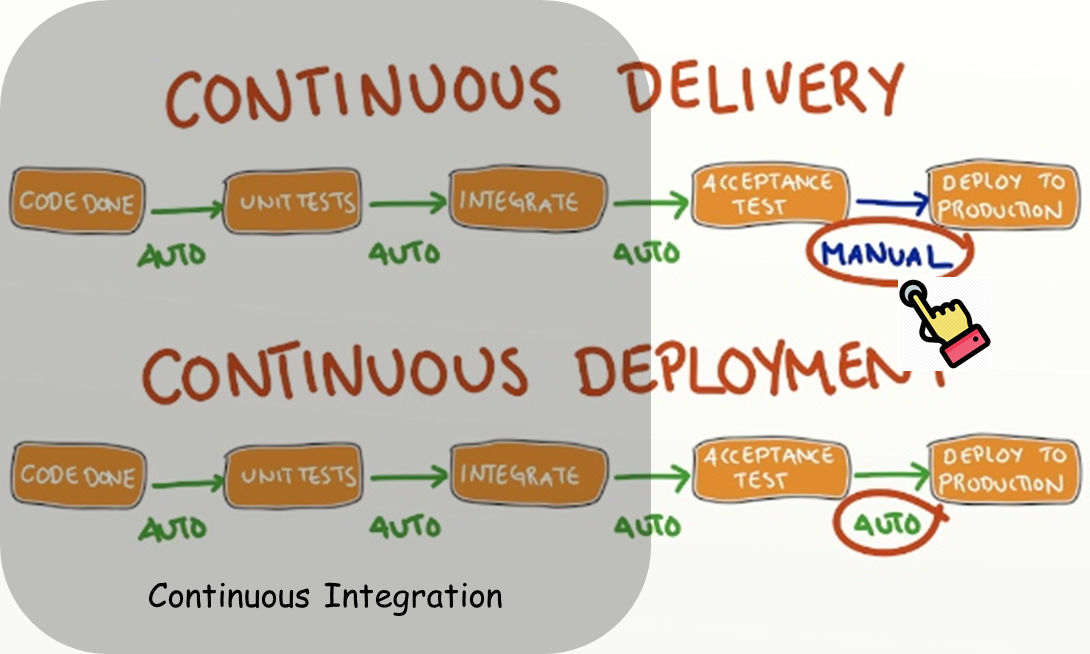 CONTINUOUS DELIVERY
CODE DONE
UNIT TESTS
INTEGRATE
ACCEPTANCE
TEST
DEPLOY TO
PRODUCTION
AUTO
AUTO
AUTO
MANUAL
CONTINUOUS DEPLOYMENT
CODE DONE
UNIT TESTS
INTEGRATE
ACCEPTANCE
TEST
DEPLOY TO
PRODUCTION
AUTO
AUTO
AUTO
AUTO
Continuous Integration